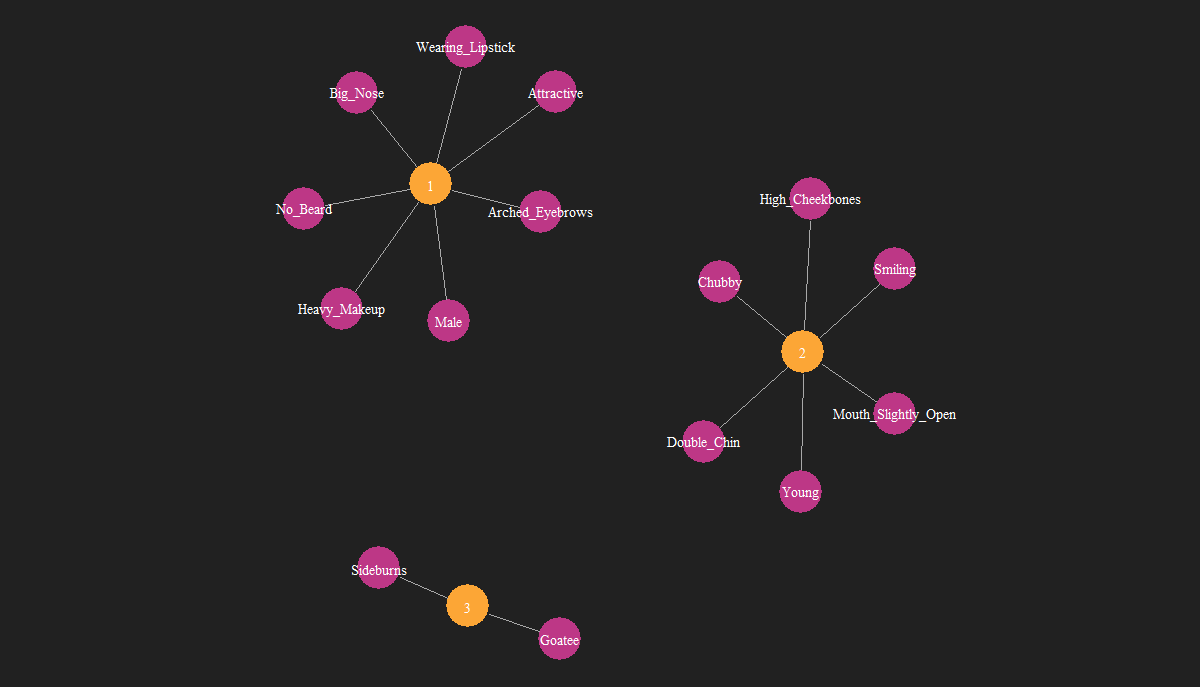 Wearing_Lipstick
Big_Nose
Attractive
1
No_Beard
Arched_Eyebrows
Heavy_Makeup
Male
High_Cheekbones
Smiling
Chubby
2
Mouth_Slightly_Open
Double_Chin
Young
Sideburns
3
Goatee